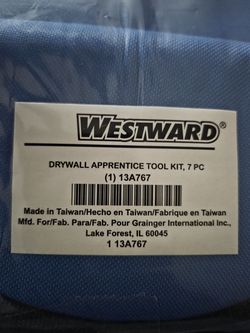 WESTWARD®
DRYWALL APPRENTICE TOOL KIT, 7 PC
(1) 13A767
Made in Taiwan/Hecho en Taiwan/Fabrique en Taiwan
Mfd. For/Fab. Para/Fab. Pour Grainger International Inc.,
Lake Forest, IL 60045
1 13A767